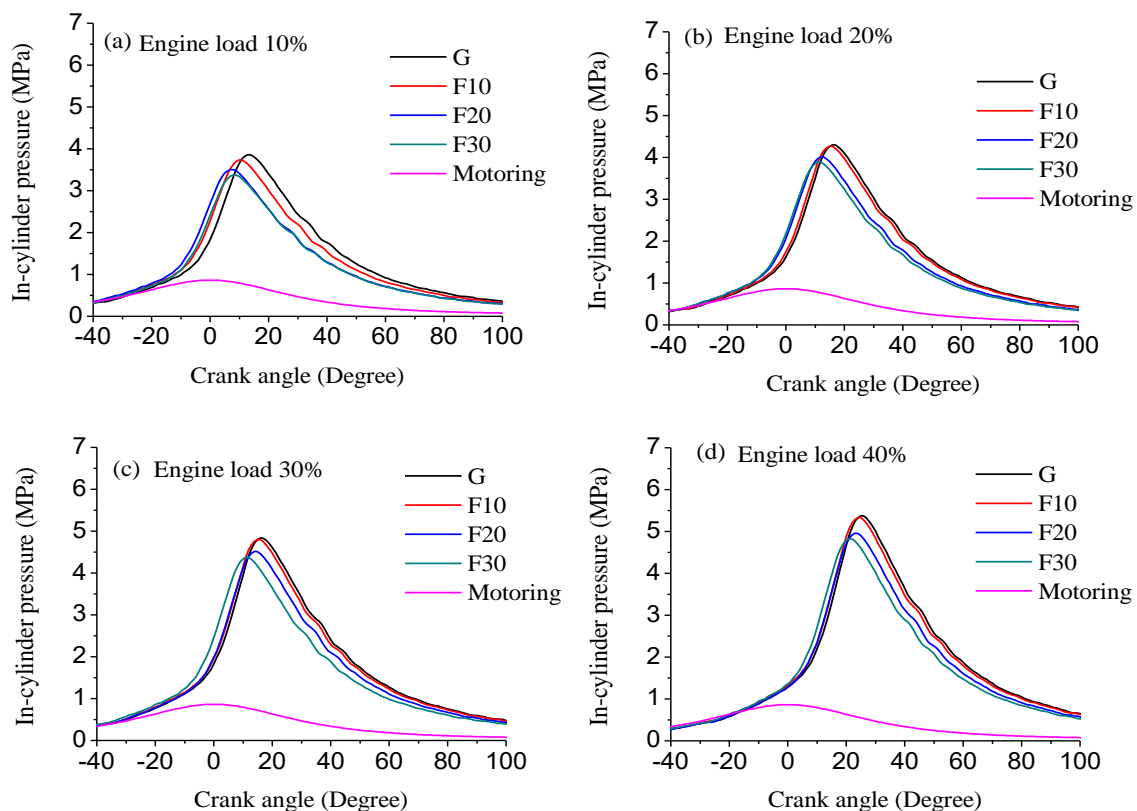 (a) Engine load 10%
G
F10
F20
F30
Motoring
In-cylinder pressure (MPa)
7
6
5
4
3
2
1
0
-40 -20 0 20 40 60 80 100
Crank angle (Degree)
(b) Engine load 20%
G
F10
F20
F30
Motoring
In-cylinder pressure (MPa)
7
6
5
4
3
2
1
0
-40 -20 0 20 40 60 80 100
Crank angle (Degree)
(c) Engine load 30%
G
F10
F20
F30
Motoring
In-cylinder pressure (MPa)
7
6
5
4
3
2
1
0
-40 -20 0 20 40 60 80 100
Crank angle (Degree)
(d) Engine load 40%
G
F10
F20
F30
Motoring
In-cylinder pressure (MPa)
7
6
5
4
3
2
1
0
-40 -20 0 20 40 60 80 100
Crank angle (Degree)